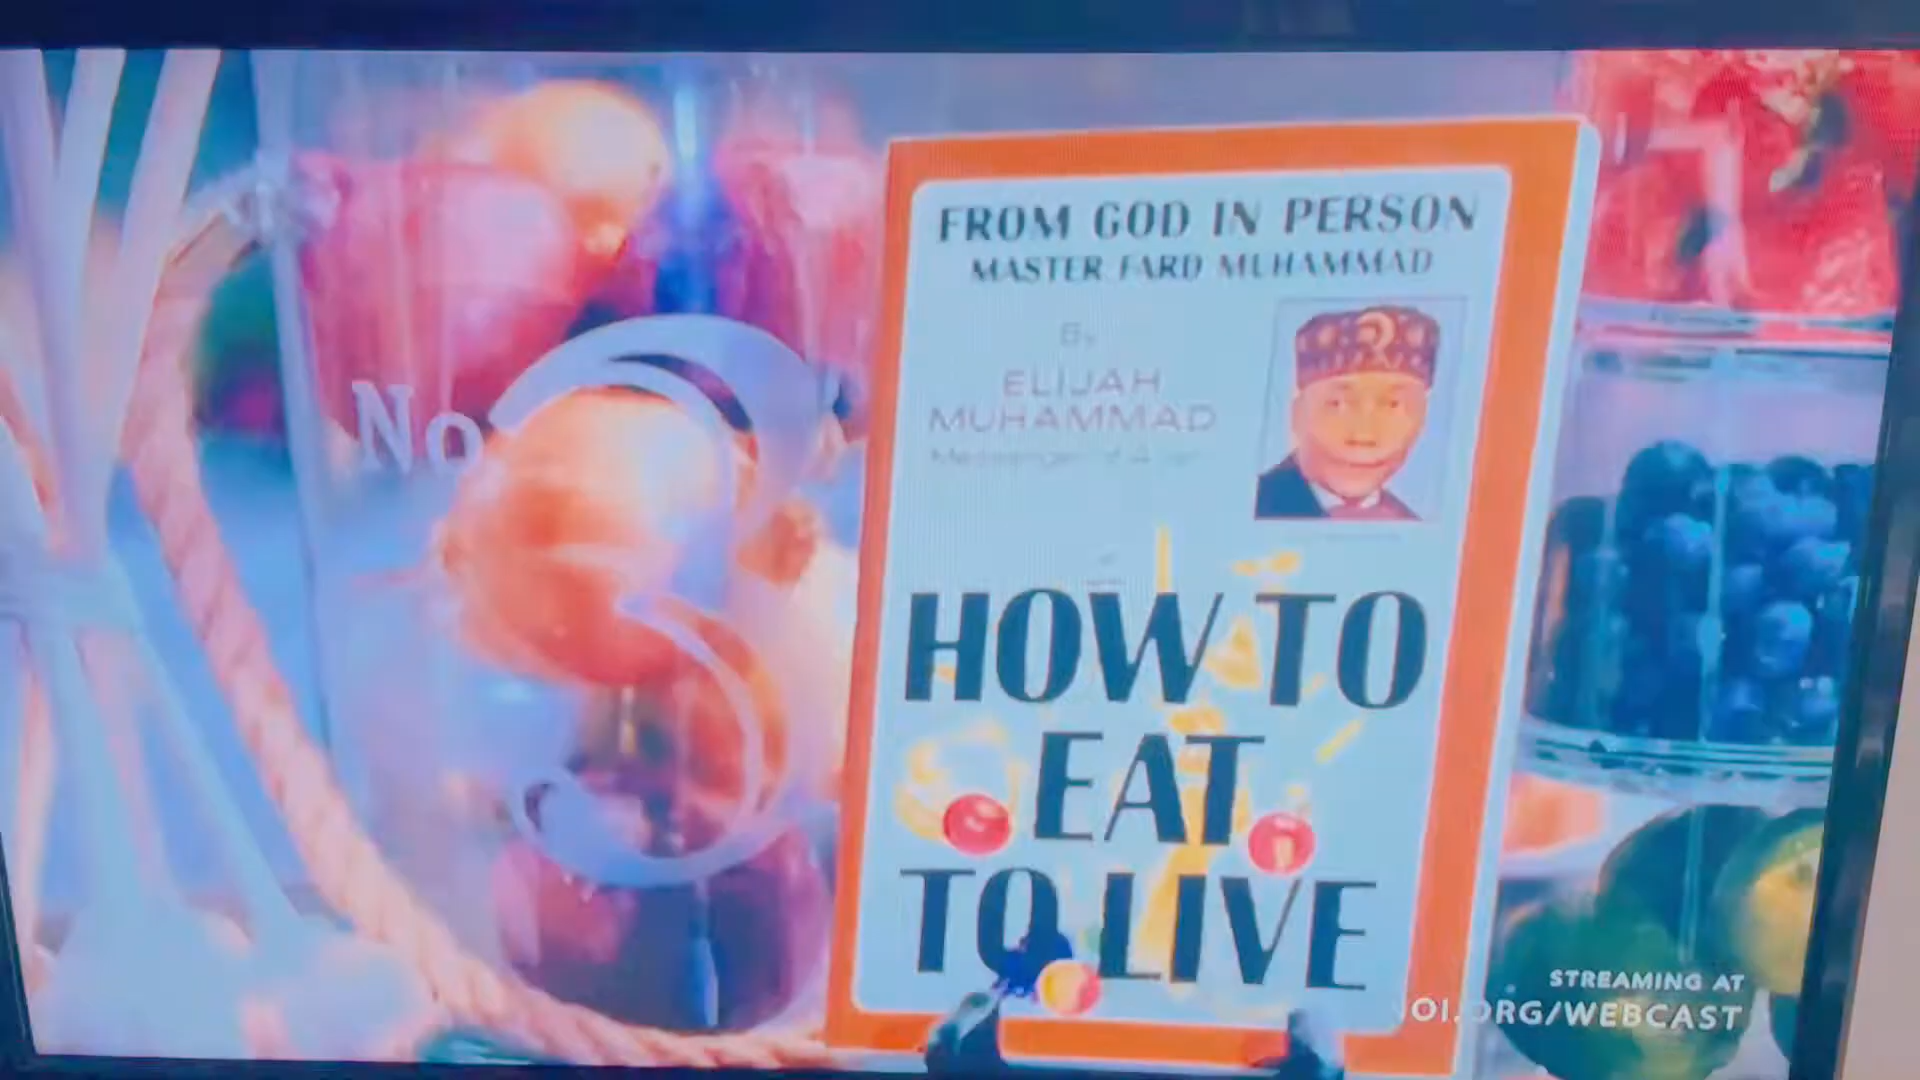 No
FROM GOD IN PERSON
MASTER FARD MUHAMMAD
By
ELIJAH
MUHAMMAD
HOW TO
EAT
TO LIVE
STREAMING AT
NOI.ORG/WEBCAST